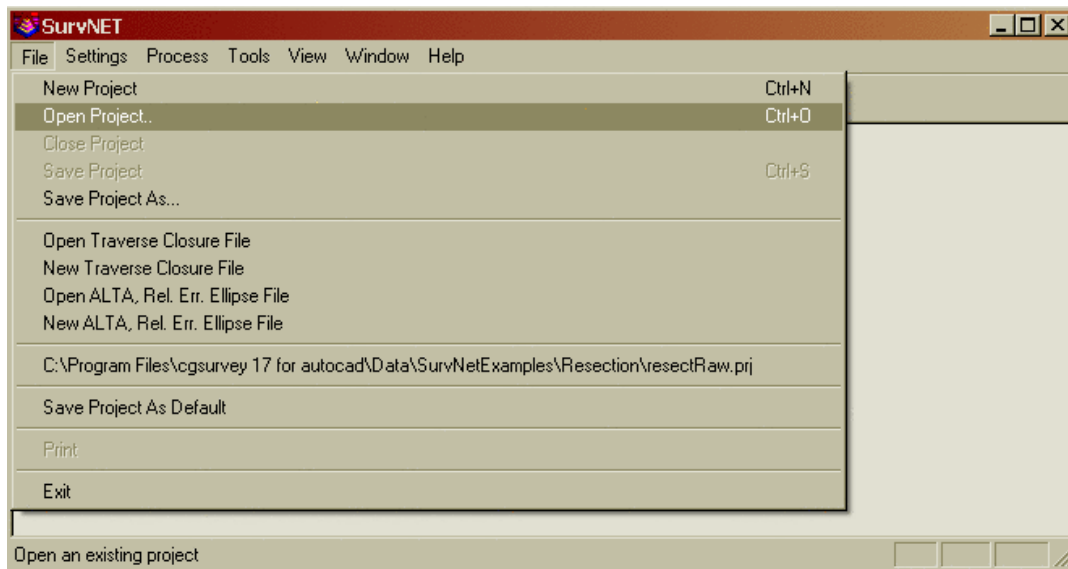 SurvNET
File Settings Process Tools View Window Help
New Project Ctrl+N
Open Project.. Ctrl+O
Close Project
Save Project Ctrl+S
Save Project As...
Open Traverse Closure File
New Traverse Closure File
Open ALTA, Rel. Err. Ellipse File
New ALTA, Rel. Err. Ellipse File
C:\Program Files\cgsurvey 17 for autocad\Data\SurvNetExamples\Resection\resectRaw.prj
Save Project As Default
Print
Exit
Open an existing project